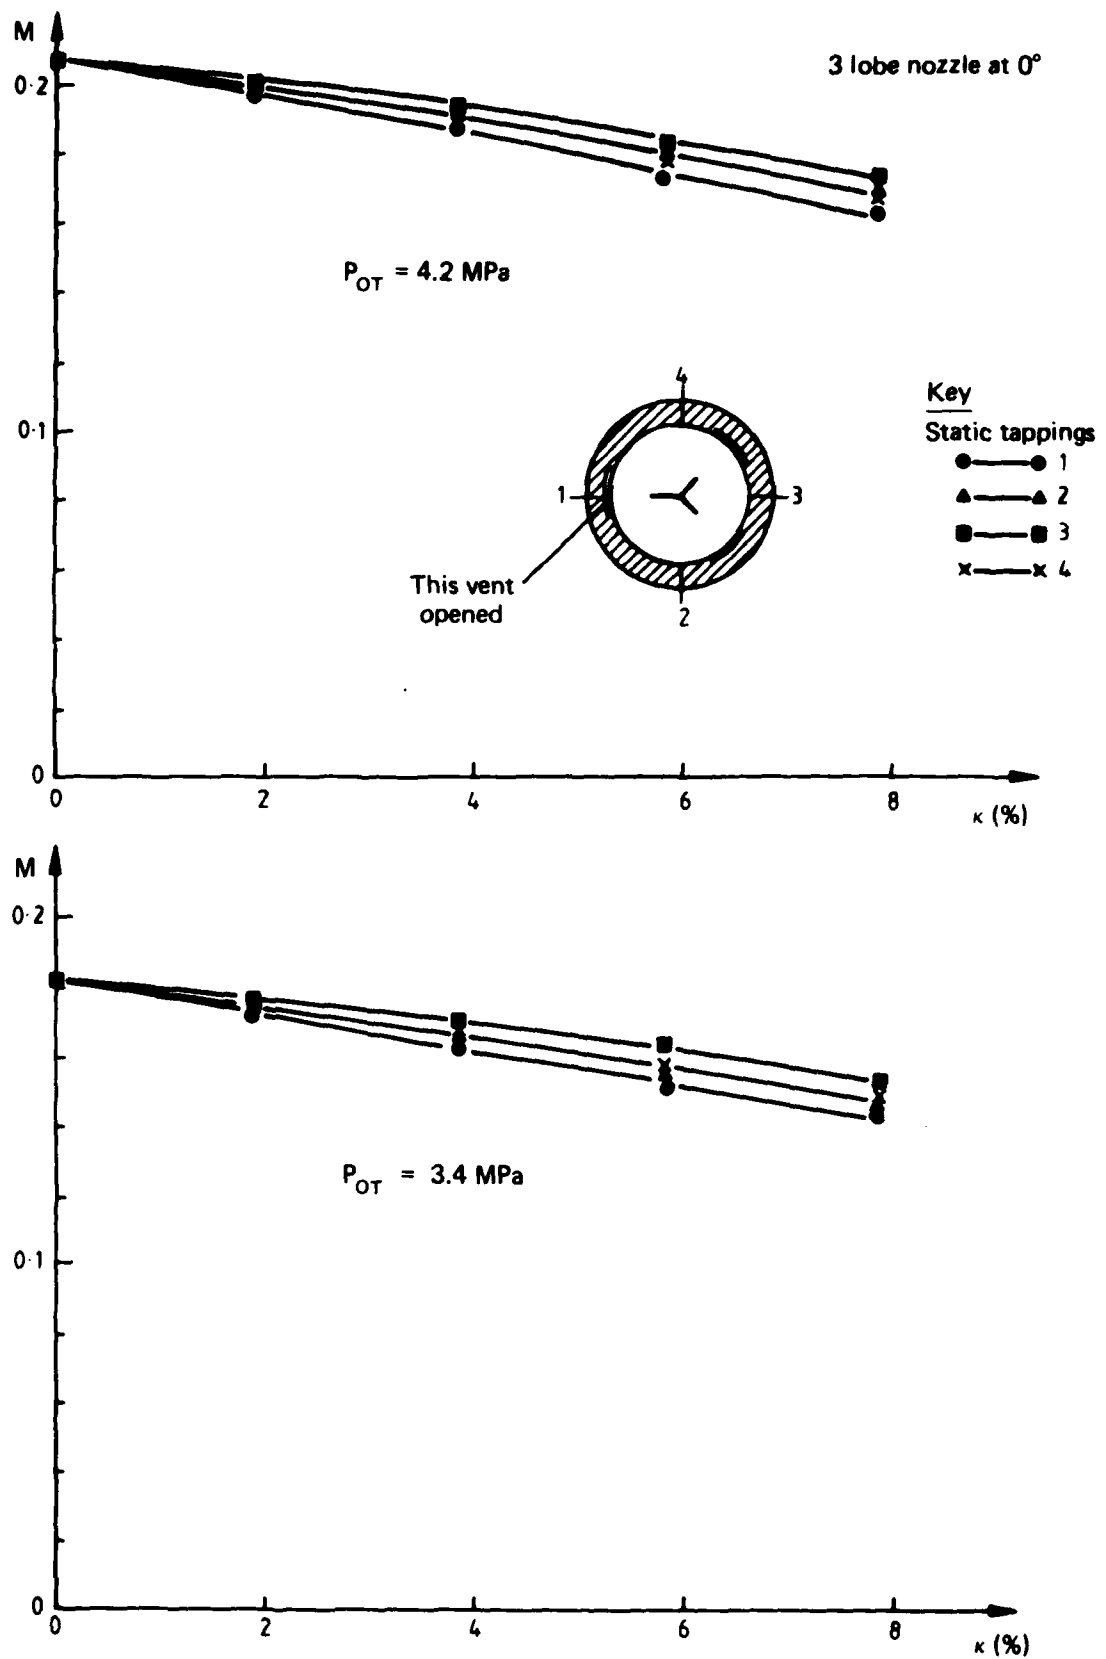 M
3 lobe nozzle at 0°
0·2
P_OT = 4.2 MPa
4
Key
Static tappings
0·1
1
1
3
2
3
This vent
opened
4
2
0
0
2
4
6
8
κ (%)
M
0·2
P_OT = 3.4 MPa
0·1
0
0
2
4
6
8
κ (%)